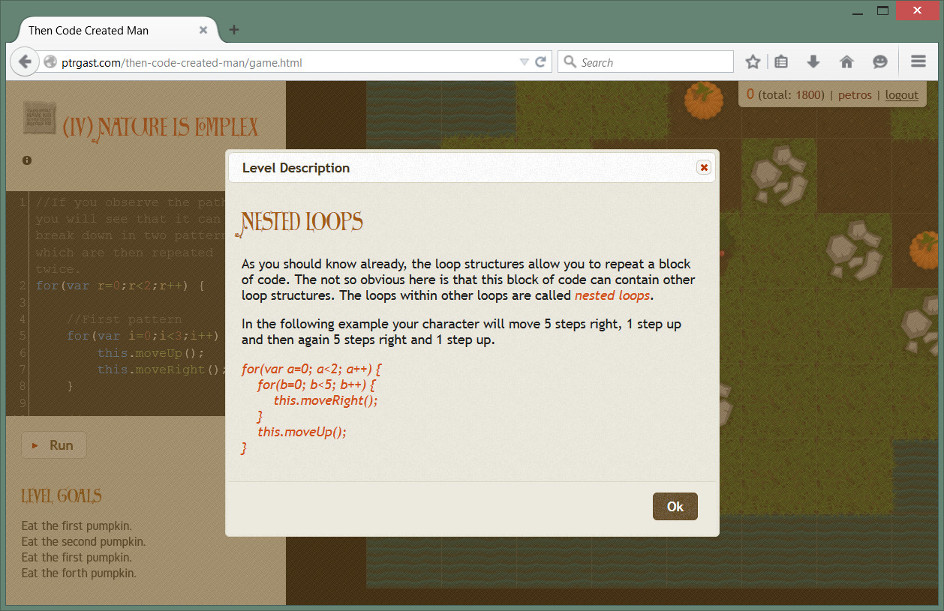 Then Code Created Man
ptrgast.com/then-code-created-man/game.html
Search
0 (total: 1800) | petros | logout
(IV) NATURE IS COMPLEX
Level Description
NESTED LOOPS
As you should know already, the loop structures allow you to repeat a block
of code. The not so obvious here is that this block of code can contain other
loop structures. The loops within other loops are called nested loops.
In the following example your character will move 5 steps right, 1 step up
and then again 5 steps right and 1 step up.
for(var a=0; a<2; a++) {
for(b=0; b<5; b++) {
this.moveRight();
}
this.moveUp();
}
Ok
1 //If you observe the path
you will see that it can
break down in two pattern
which are then repeated
twice.
2 for(var r=0;r<2;r++) {
3
4 //First pattern
5 for(var i=0;i<3;i++)
6 this.moveUp();
7 this.moveRight();
8 }
9
Run
LEVEL GOALS
Eat the first pumpkin.
Eat the second pumpkin.
Eat the first pumpkin.
Eat the forth pumpkin.